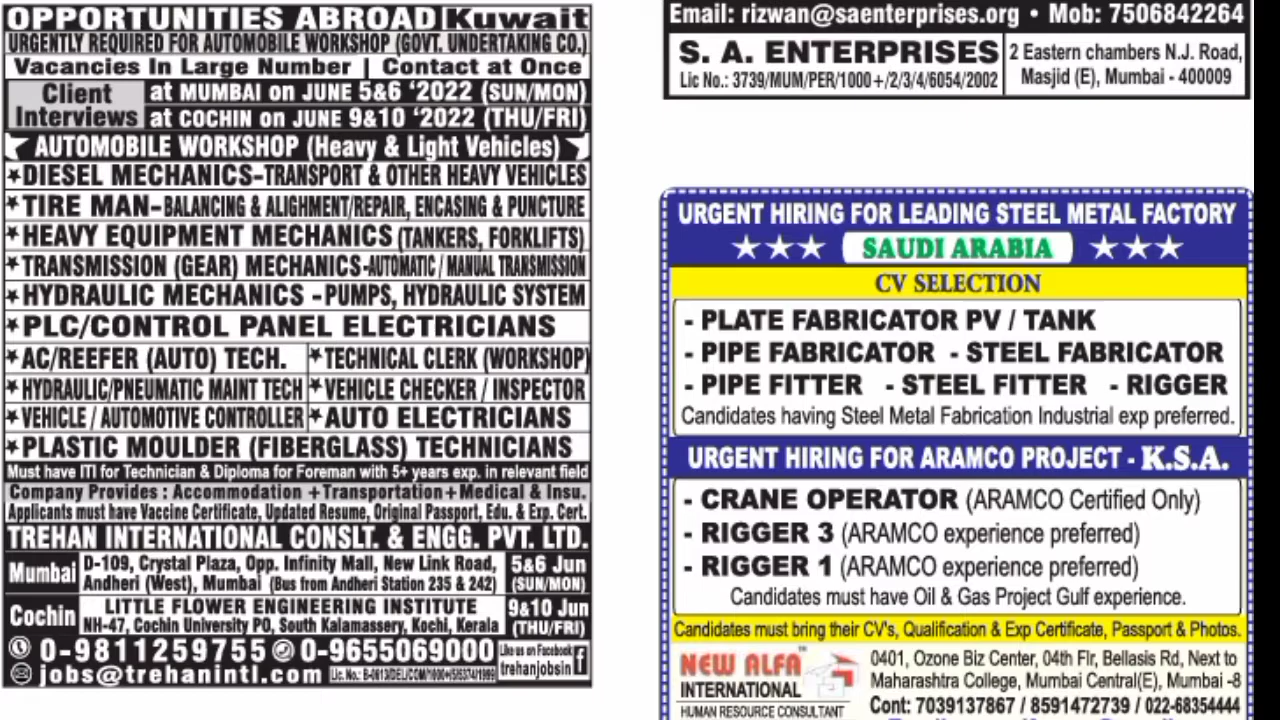 OPPORTUNITIES ABROAD Kuwait
URGENTLY REQUIRED FOR AUTOMOBILE WORKSHOP (GOVT. UNDERTAKING CO.)
Vacancies In Large Number | Contact at Once
Client Interviews
at MUMBAI on JUNE 5&6 ‘2022 (SUN/MON)
at COCHIN on JUNE 9&10 ‘2022 (THU/FRI)
AUTOMOBILE WORKSHOP (Heavy & Light Vehicles)
★DIESEL MECHANICS-TRANSPORT & OTHER HEAVY VEHICLES
★TIRE MAN-BALANCING & ALIGHMENT/REPAIR, ENCASING & PUNCTURE
★HEAVY EQUIPMENT MECHANICS (TANKERS, FORKLIFTS)
★TRANSMISSION (GEAR) MECHANICS-AUTOMATIC / MANUAL TRANSMISSION
★HYDRAULIC MECHANICS -PUMPS, HYDRAULIC SYSTEM
★PLC/CONTROL PANEL ELECTRICIANS
★AC/REEFER (AUTO) TECH. ★TECHNICAL CLERK (WORKSHOP)
★HYDRAULIC/PNEUMATIC MAINT TECH ★VEHICLE CHECKER / INSPECTOR
★VEHICLE / AUTOMOTIVE CONTROLLER ★AUTO ELECTRICIANS
★PLASTIC MOULDER (FIBERGLASS) TECHNICIANS
Must have ITI for Technician & Diploma for Foreman with 5+ years exp. in relevant field
Company Provides : Accommodation +Transportation+Medical & Insu.
Applicants must have Vaccine Certificate, Updated Resume, Original Passport, Edu. & Exp. Cert.
TREHAN INTERNATIONAL CONSLT. & ENGG. PVT. LTD.
Mumbai
D-109, Crystal Plaza, Opp. Infinity Mall, New Link Road,
Andheri (West), Mumbai (Bus from Andheri Station 235 & 242)
5&6 Jun
(SUN/MON)
Cochin
LITTLE FLOWER ENGINEERING INSTITUTE
NH-47, Cochin University PO, South Kalamassery, Kochi, Kerala
9&10 Jun
(THU/FRI)
0-9811259755 0-9655069000
Like us on Facebook
trehanjobsin f
jobs@trehanintl.com
Email: rizwan@saenterprises.org • Mob: 7506842264
S. A. ENTERPRISES
Lic No.: 3739/MUM/PER/1000+/2/3/4/6054/2002
2 Eastern chambers N.J. Road,
Masjid (E), Mumbai - 400009
URGENT HIRING FOR LEADING STEEL METAL FACTORY
★★★ SAUDI ARABIA ★★★
CV SELECTION
- PLATE FABRICATOR PV / TANK
- PIPE FABRICATOR - STEEL FABRICATOR
- PIPE FITTER - STEEL FITTER - RIGGER
Candidates having Steel Metal Fabrication Industrial exp preferred.
URGENT HIRING FOR ARAMCO PROJECT - K.S.A.
- CRANE OPERATOR (ARAMCO Certified Only)
- RIGGER 3 (ARAMCO experience preferred)
- RIGGER 1 (ARAMCO experience preferred)
Candidates must have Oil & Gas Project Gulf experience.
Candidates must bring their CV's, Qualification & Exp Certificate, Passport & Photos.
NEW ALFA™
INTERNATIONAL
HUMAN RESOURCE CONSULTANT
0401, Ozone Biz Center, 04th Flr, Bellasis Rd, Next to
Maharashtra College, Mumbai Central(E), Mumbai -8
Cont: 7039137867 / 8591472739 / 022-68354444